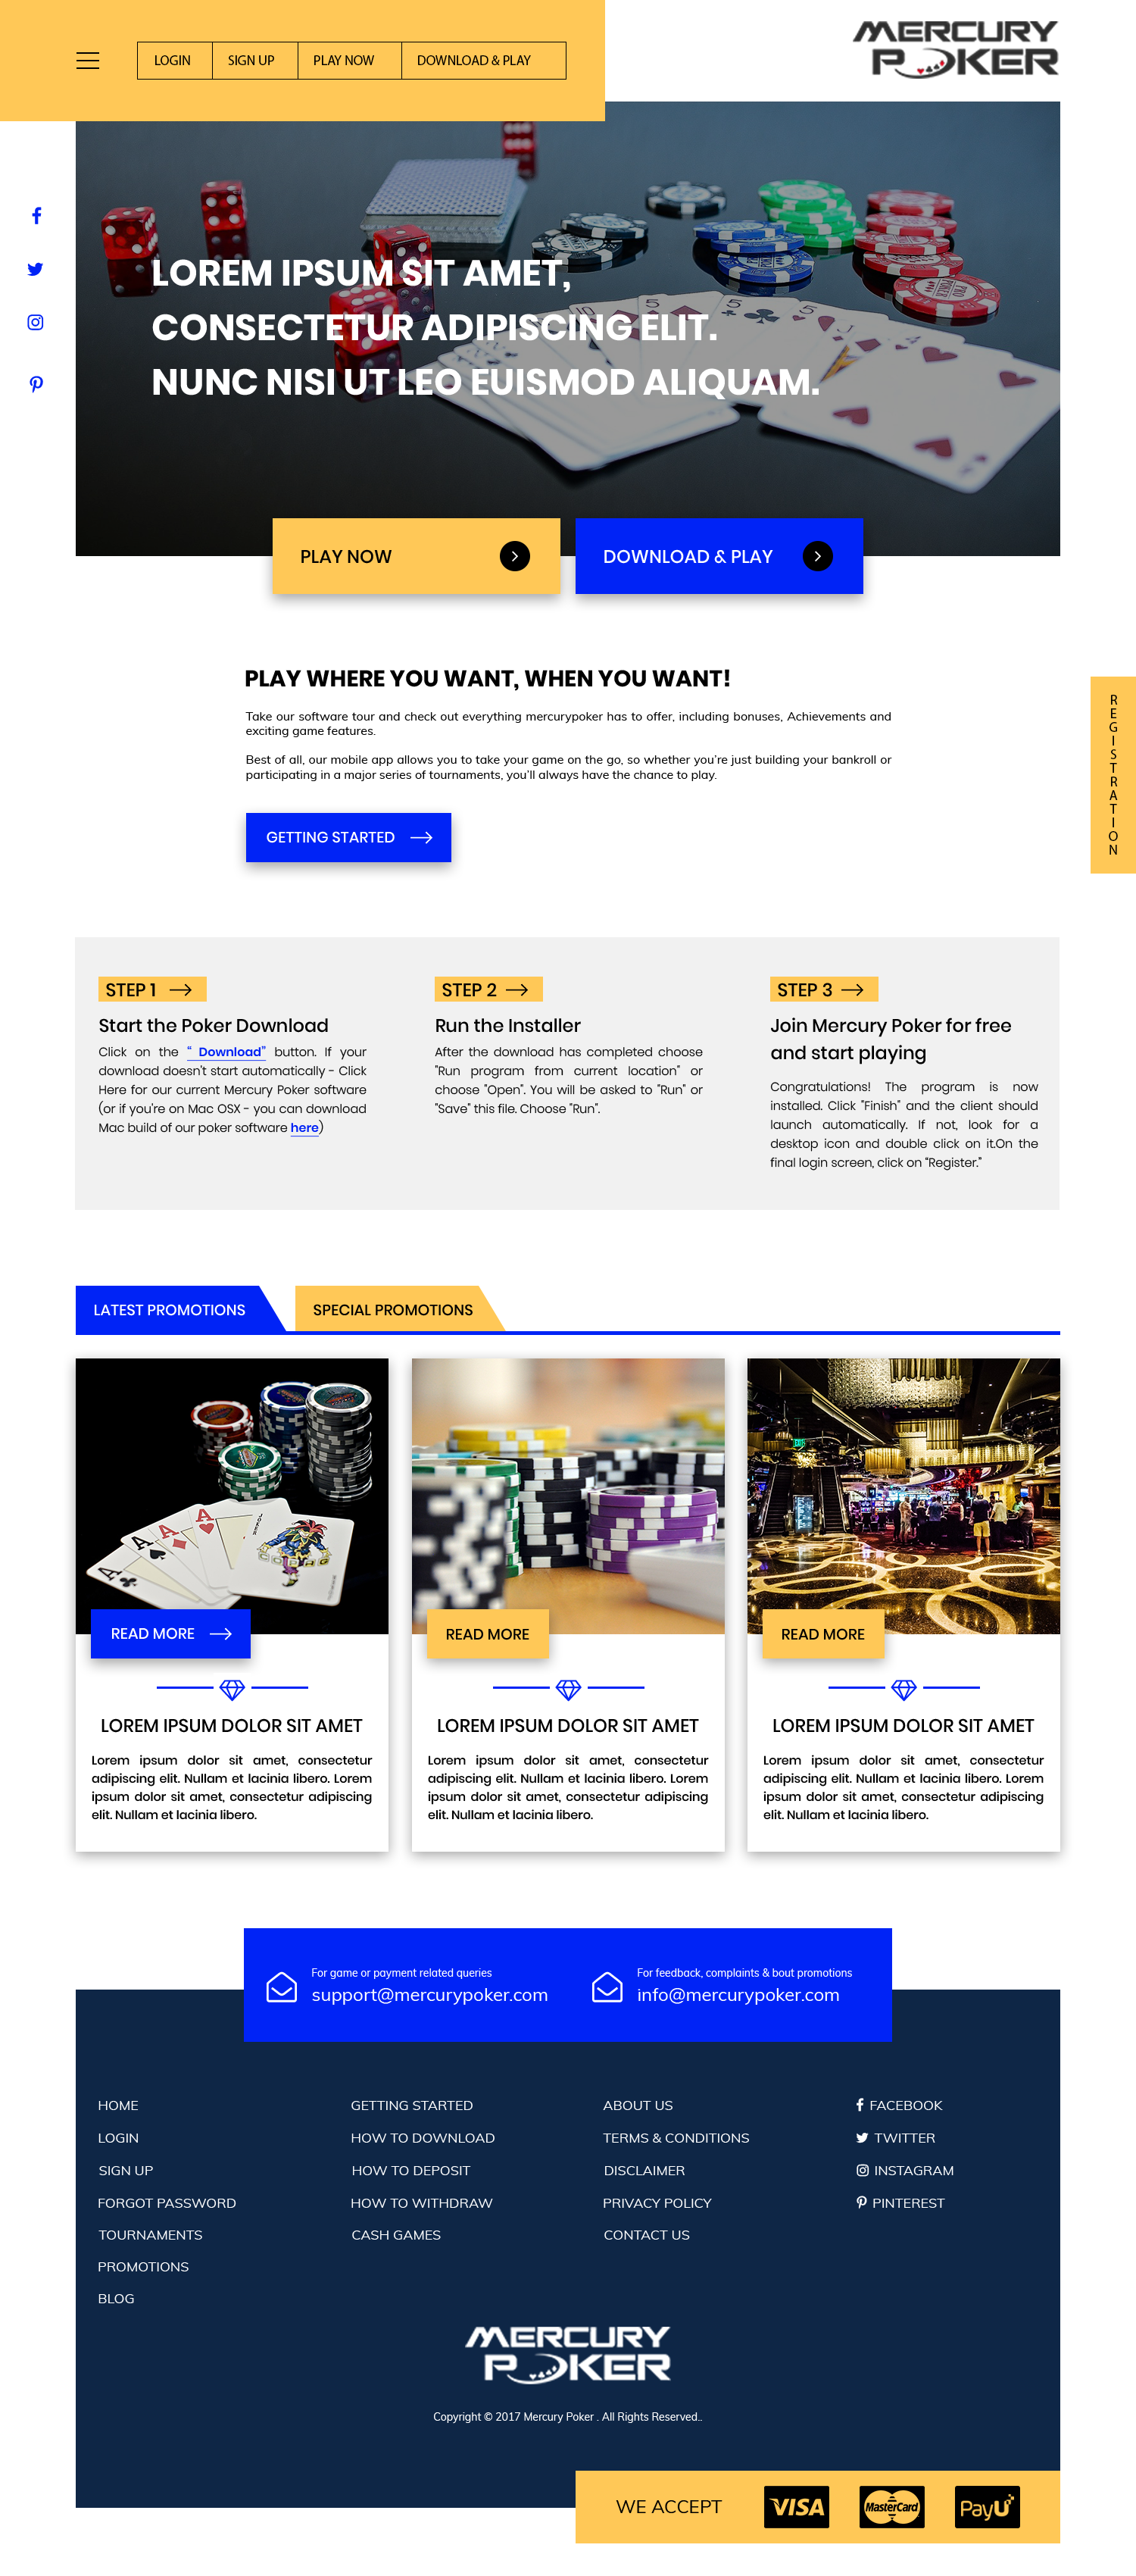 LOGIN
SIGN UP
PLAY NOW
DOWNLOAD & PLAY
MERCURY
POKER
LOREM IPSUM SIT AMET,
CONSECTETUR ADIPISCING ELIT.
NUNC NISI UT LEO EUISMOD ALIQUAM.
PLAY NOW
DOWNLOAD & PLAY
PLAY WHERE YOU WANT, WHEN YOU WANT!
Take our software tour and check out everything mercurypoker has to offer, including bonuses, Achievements and
exciting game features.
Best of all, our mobile app allows you to take your game on the go, so whether you’re just building your bankroll or
participating in a major series of tournaments, you’ll always have the chance to play.
REGISTRATION
GETTING STARTED
STEP 1
Start the Poker Download
Click on the “ Download” button. If your
download doesn't start automatically - Click
Here for our current Mercury Poker software
(or if you're on Mac OSX - you can download
Mac build of our poker software here)
STEP 2
Run the Installer
After the download has completed choose
"Run program from current location" or
choose "Open". You will be asked to "Run" or
"Save" this file. Choose "Run".
STEP 3
Join Mercury Poker for free
and start playing
Congratulations! The program is now
installed. Click "Finish" and the client should
launch automatically. If not, look for a
desktop icon and double click on it.On the
final login screen, click on “Register.”
LATEST PROMOTIONS
SPECIAL PROMOTIONS
READ MORE
LOREM IPSUM DOLOR SIT AMET
Lorem ipsum dolor sit amet, consectetur
adipiscing elit. Nullam et lacinia libero. Lorem
ipsum dolor sit amet, consectetur adipiscing
elit. Nullam et lacinia libero.
READ MORE
LOREM IPSUM DOLOR SIT AMET
Lorem ipsum dolor sit amet, consectetur
adipiscing elit. Nullam et lacinia libero. Lorem
ipsum dolor sit amet, consectetur adipiscing
elit. Nullam et lacinia libero.
READ MORE
LOREM IPSUM DOLOR SIT AMET
Lorem ipsum dolor sit amet, consectetur
adipiscing elit. Nullam et lacinia libero. Lorem
ipsum dolor sit amet, consectetur adipiscing
elit. Nullam et lacinia libero.
For game or payment related queries
support@mercurypoker.com
For feedback, complaints & bout promotions
info@mercurypoker.com
HOME
LOGIN
SIGN UP
FORGOT PASSWORD
TOURNAMENTS
PROMOTIONS
BLOG
GETTING STARTED
HOW TO DOWNLOAD
HOW TO DEPOSIT
HOW TO WITHDRAW
CASH GAMES
ABOUT US
TERMS & CONDITIONS
DISCLAIMER
PRIVACY POLICY
CONTACT US
FACEBOOK
TWITTER
INSTAGRAM
PINTEREST
MERCURY
POKER
Copyright © 2017 Mercury Poker . All Rights Reserved..
WE ACCEPT
VISA
MasterCard
PayU